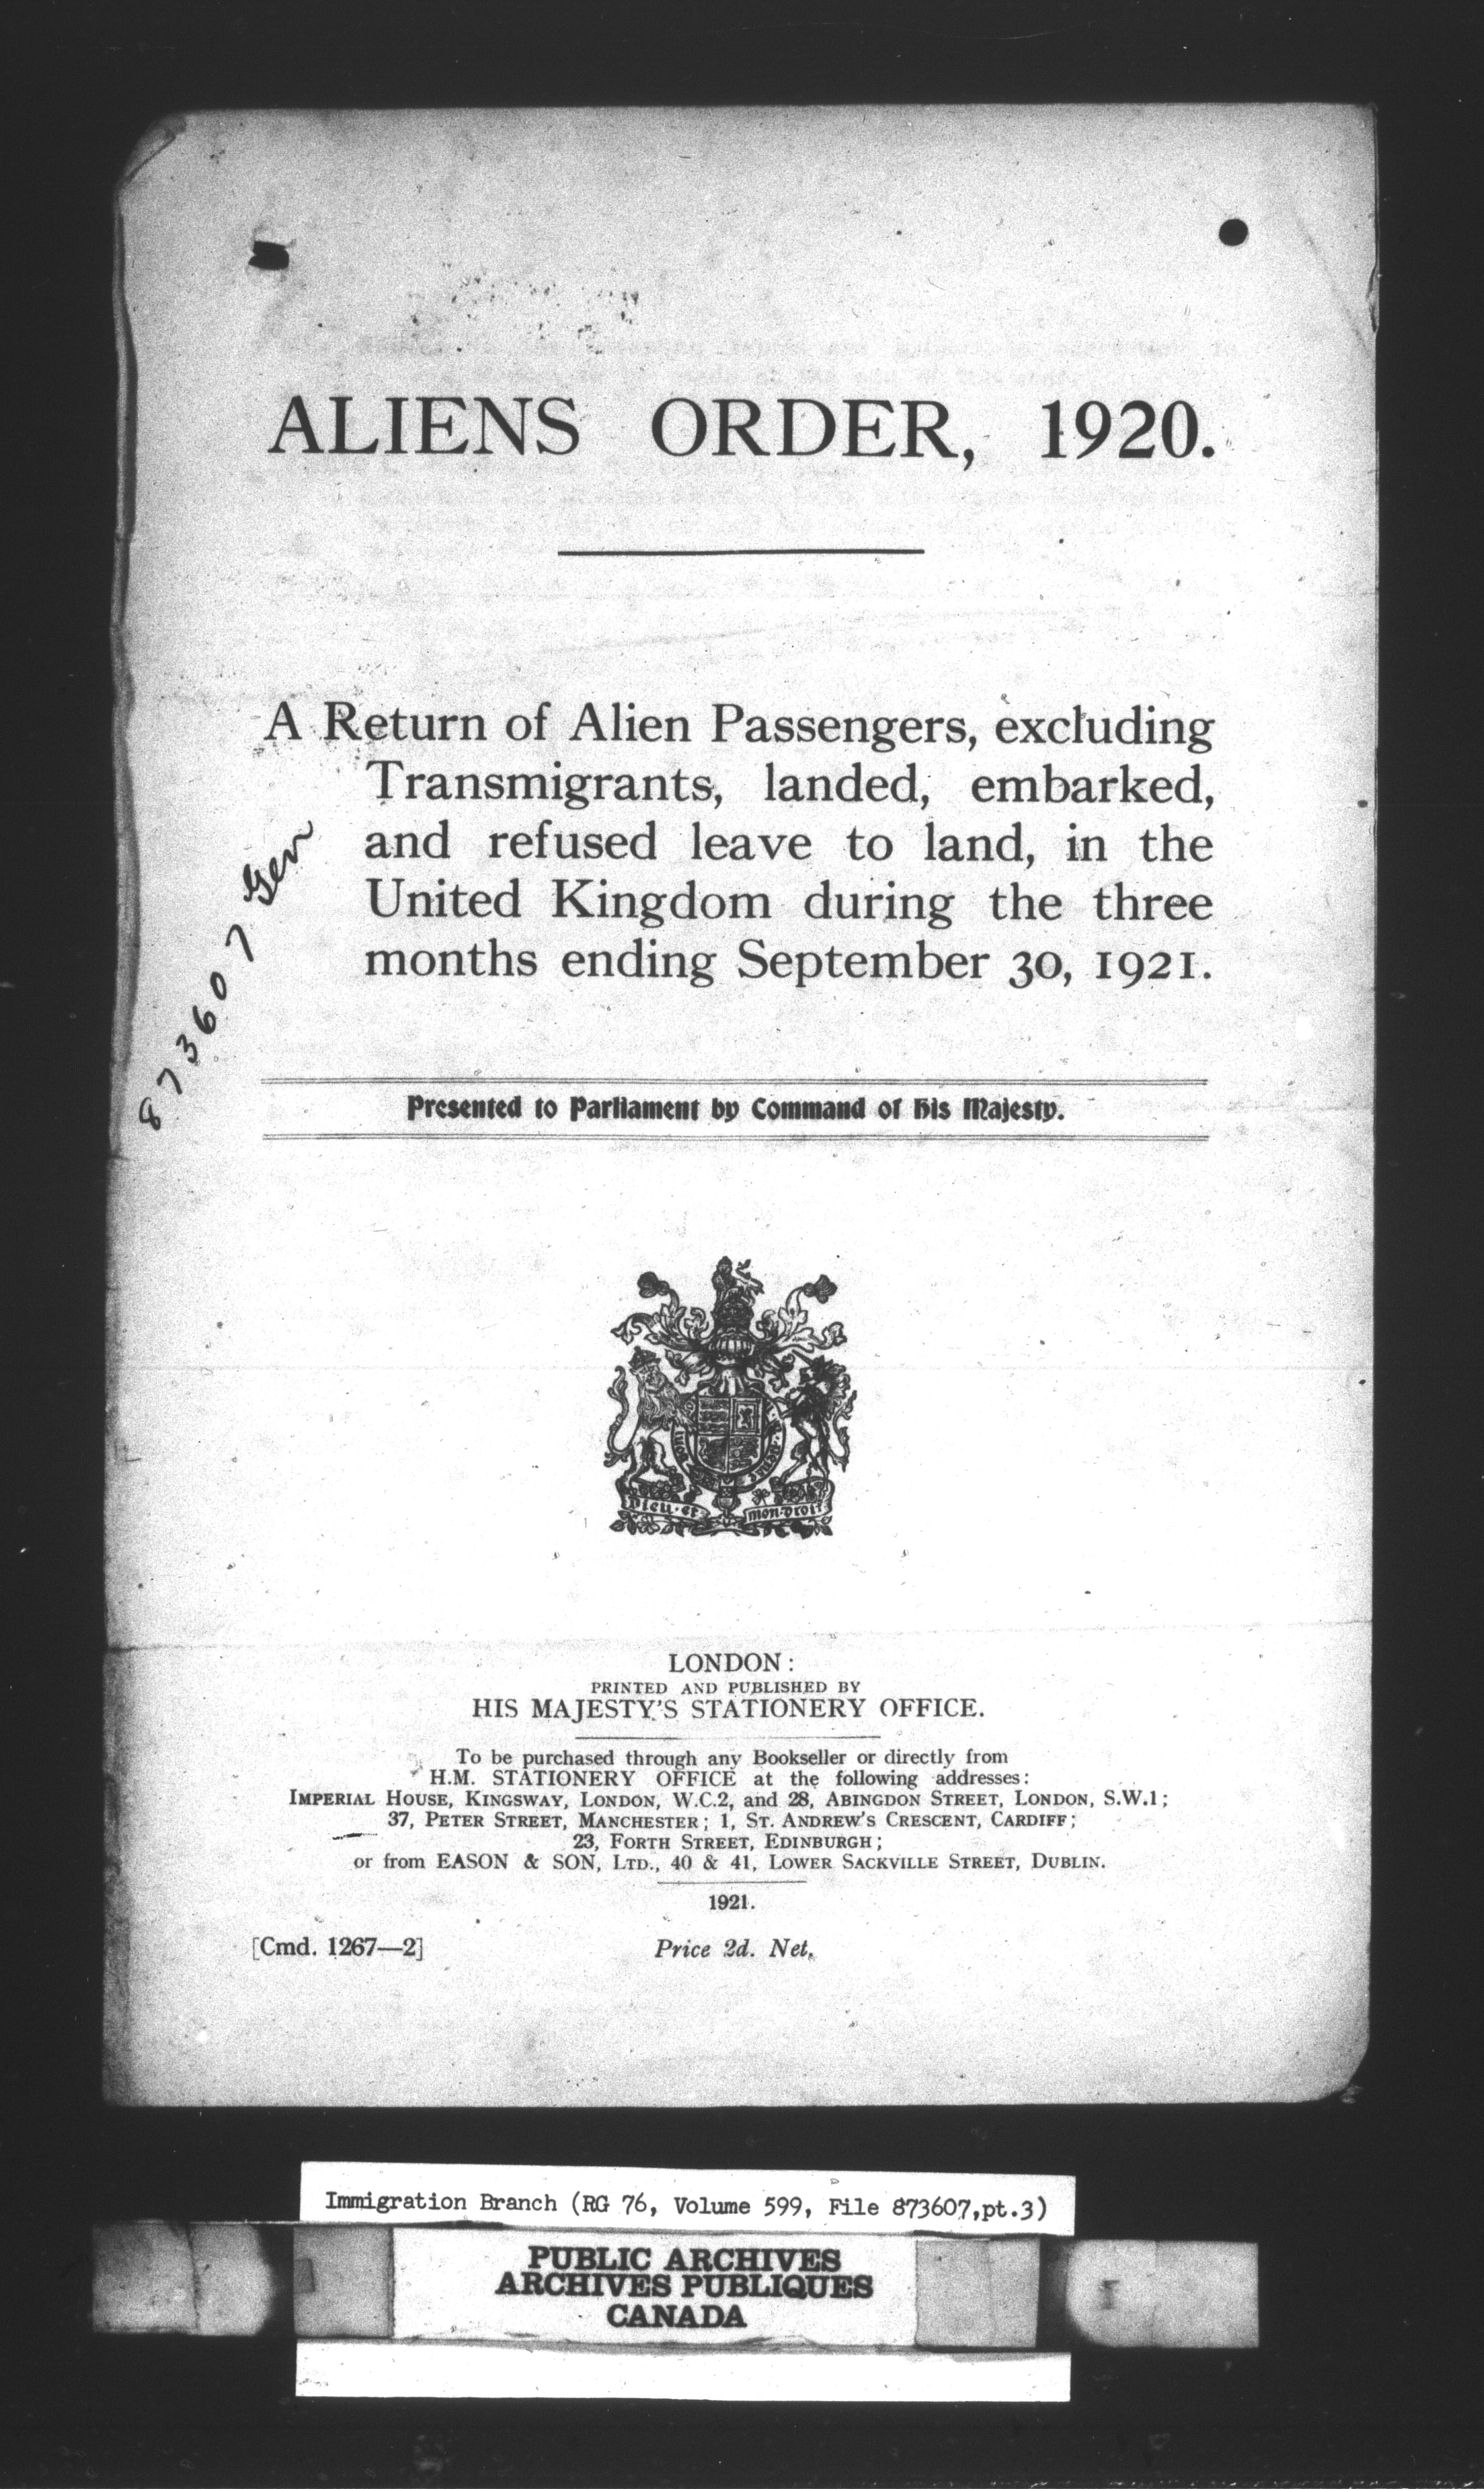 ALIENS ORDER, 1920.
A Return of Alien Passengers, excluding
Transmigrants, landed, embarked,
and refused leave to land, in the
United Kingdom during the three
months ending September 30, 1921.
873607 Gen
Presented to Parliament by Command of His Majesty.
Dieu et mon Droit
LONDON:
PRINTED AND PUBLISHED BY
HIS MAJESTY'S STATIONERY OFFICE.
To be purchased through any Bookseller or directly from
H.M. STATIONERY OFFICE at the following addresses:
IMPERIAL HOUSE, KINGSWAY, LONDON, W.C.2, and 28, ABINGDON STREET, LONDON, S.W.1;
37, PETER STREET, MANCHESTER; 1, ST. ANDREW'S CRESCENT, CARDIFF;
23, FORTH STREET, EDINBURGH;
or from EASON & SON, LTD., 40 & 41, LOWER SACKVILLE STREET, DUBLIN.
1921.
[Cmd. 1267—2] Price 2d. Net.
Immigration Branch (RG 76, Volume 599, File 873607,pt.3)
PUBLIC ARCHIVES
ARCHIVES PUBLIQUES
CANADA